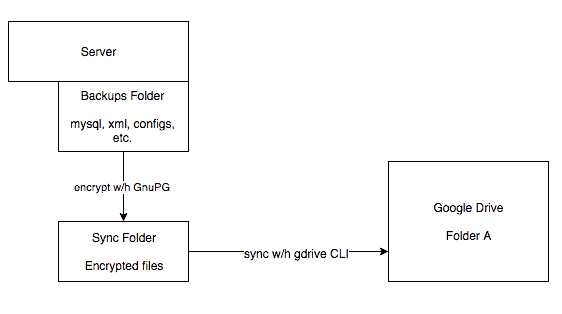 Server
Backups Folder
mysql, xml, configs,
etc.
encrypt w/h GnuPG
Sync Folder
Encrypted files
sync w/h gdrive CLI
Google Drive
Folder A